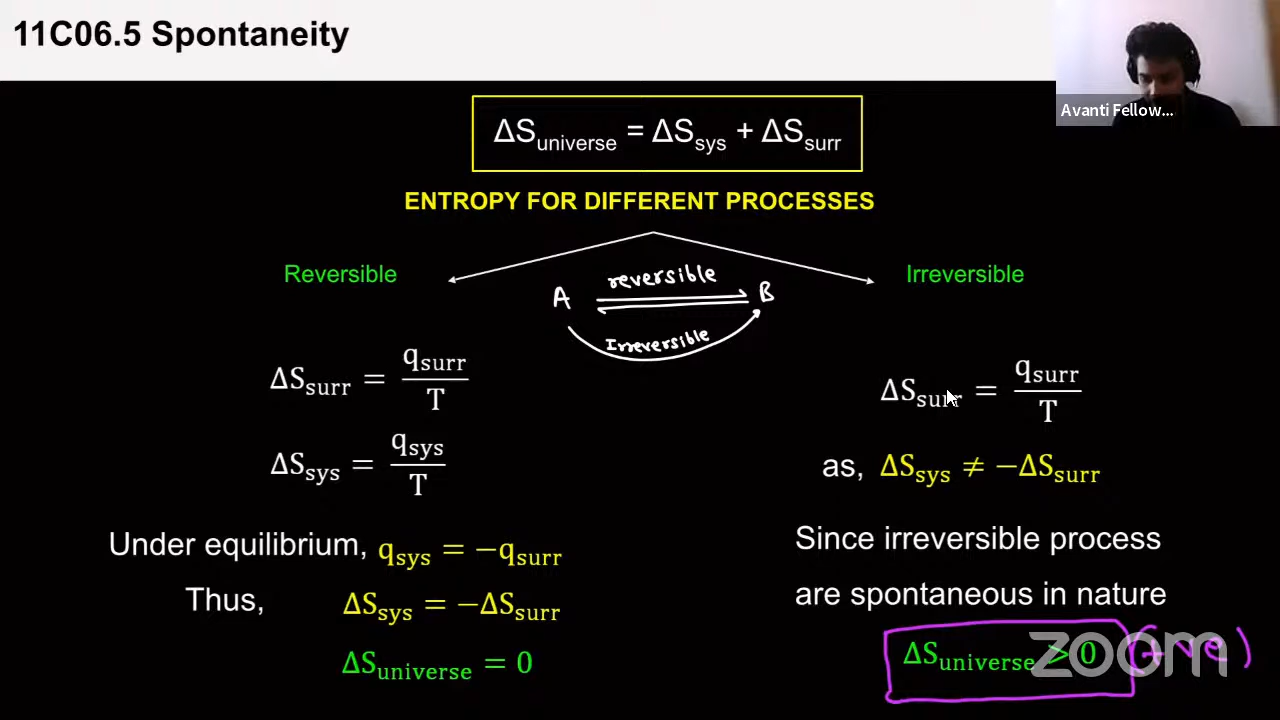 11C06.5 Spontaneity
Avanti Fellow...
ΔS_universe = ΔS_sys + ΔS_surr
ENTROPY FOR DIFFERENT PROCESSES
Reversible
A reversible B
Irreversible
Irreversible
ΔS_surr = q_surr / T
ΔS_sys = q_sys / T
Under equilibrium, q_sys = −q_surr
Thus, ΔS_sys = −ΔS_surr
ΔS_universe = 0
ΔS_surr = q_surr / T
as, ΔS_sys ≠ −ΔS_surr
Since irreversible process
are spontaneous in nature
ΔS_universe > 0 (+ve)
zoom